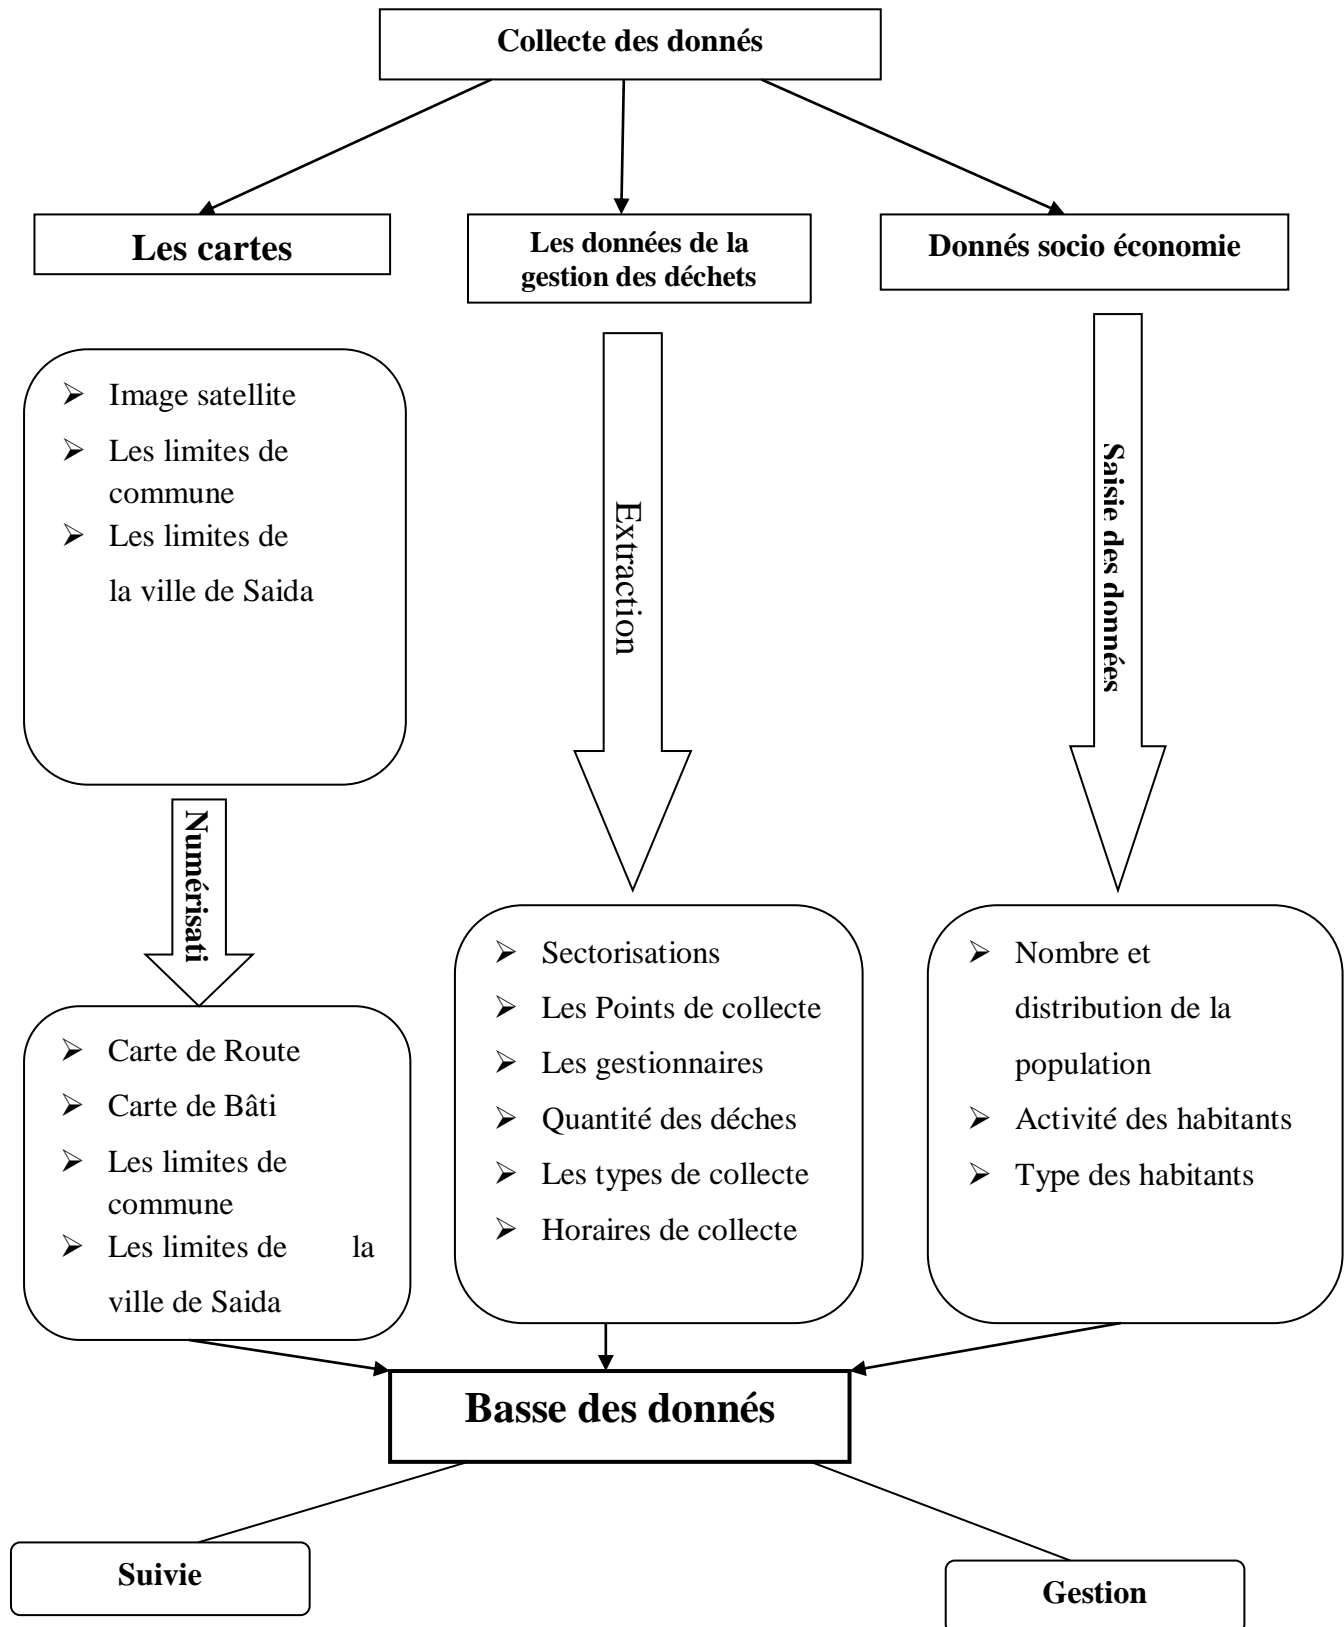 Collecte des donnés
Les cartes
Les données de la
gestion des déchets
Donnés socio économie
➢ Image satellite
➢ Les limites de
commune
➢ Les limites de
la ville de Saida
Extraction
Saisie des données
Numérisati
➢ Carte de Route
➢ Carte de Bâti
➢ Les limites de
commune
➢ Les limites de la
ville de Saida
➢ Sectorisations
➢ Les Points de collecte
➢ Les gestionnaires
➢ Quantité des déches
➢ Les types de collecte
➢ Horaires de collecte
➢ Nombre et
distribution de la
population
➢ Activité des habitants
➢ Type des habitants
Basse des donnés
Suivie
Gestion